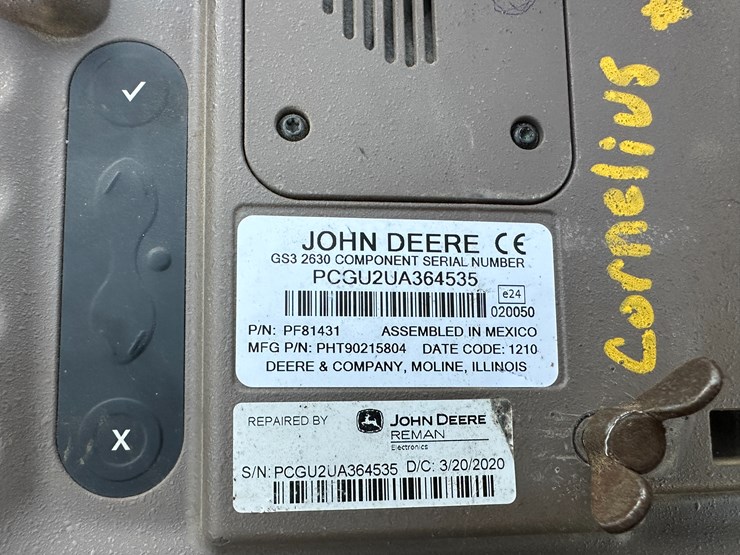 JOHN DEERE CE
GS3 2630 COMPONENT SERIAL NUMBER
PCGU2UA364535
e24
020050
P/N: PF81431 ASSEMBLED IN MEXICO
MFG P/N: PHT90215804 DATE CODE: 1210
DEERE & COMPANY, MOLINE, ILLINOIS
REPAIRED BY JOHN DEERE
REMAN
Electronics
S/N: PCGU2UA364535 D/C: 3/20/2020
Cornelius
X